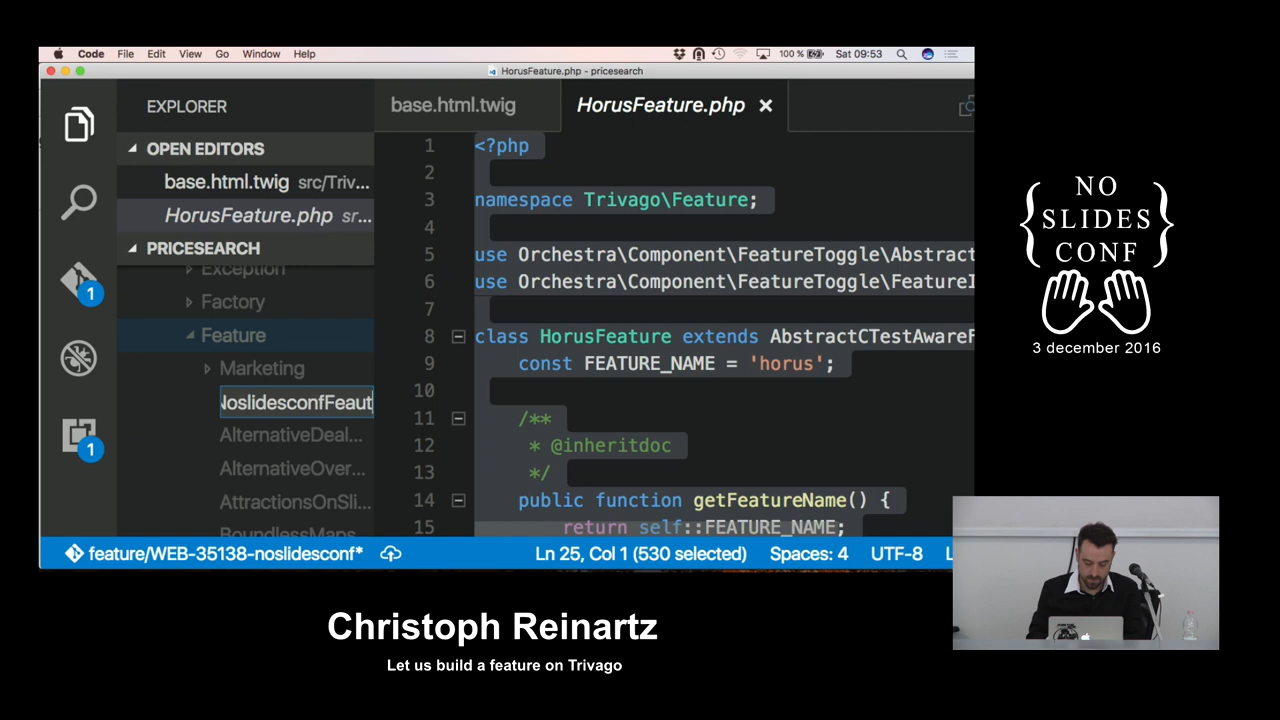 Code File Edit View Go Window Help 100 % Sat 09:53
HorusFeature.php - pricesearch
EXPLORER
OPEN EDITORS
base.html.twig src/Triv...
HorusFeature.php sr...
PRICESEARCH
Exception
Factory
Feature
Marketing
NoslidesconfFeaut
AlternativeDeal...
AlternativeOver...
AttractionsOnSli...
BoundlessMaps
1
1
base.html.twig HorusFeature.php
1 <?php
2
3 namespace Trivago\Feature;
4
5 use Orchestra\Component\FeatureToggle\Abstract
6 use Orchestra\Component\FeatureToggle\FeatureI
7
8 class HorusFeature extends AbstractCTestAwareF
9 const FEATURE_NAME = 'horus';
10
11 /**
12 * @inheritdoc
13 */
14 public function getFeatureName() {
15 return self::FEATURE_NAME;
feature/WEB-35138-noslidesconf* Ln 25, Col 1 (530 selected) Spaces: 4 UTF-8 L
NO
SLIDES
CONF
3 december 2016
Christoph Reinartz
Let us build a feature on Trivago